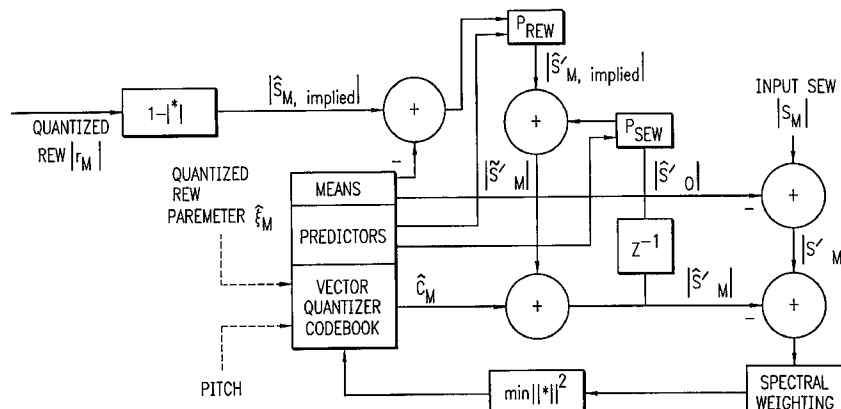 P_REW
|Ŝ_M, implied|
|Ŝ′_M, implied|
INPUT SEW
|S_M|
1-|*|
+
+
QUANTIZED
REW |r_M|
P_SEW
-
QUANTIZED
REW
PAREMETER ξ̂_M
MEANS
|S̃′_M|
|Ŝ′_0|
+
-
PREDICTORS
Z⁻¹
|S′_M|
VECTOR
QUANTIZER
CODEBOOK
Ĉ_M
+
|Ŝ′_M|
+
-
PITCH
min||*||²
SPECTRAL
WEIGHTING